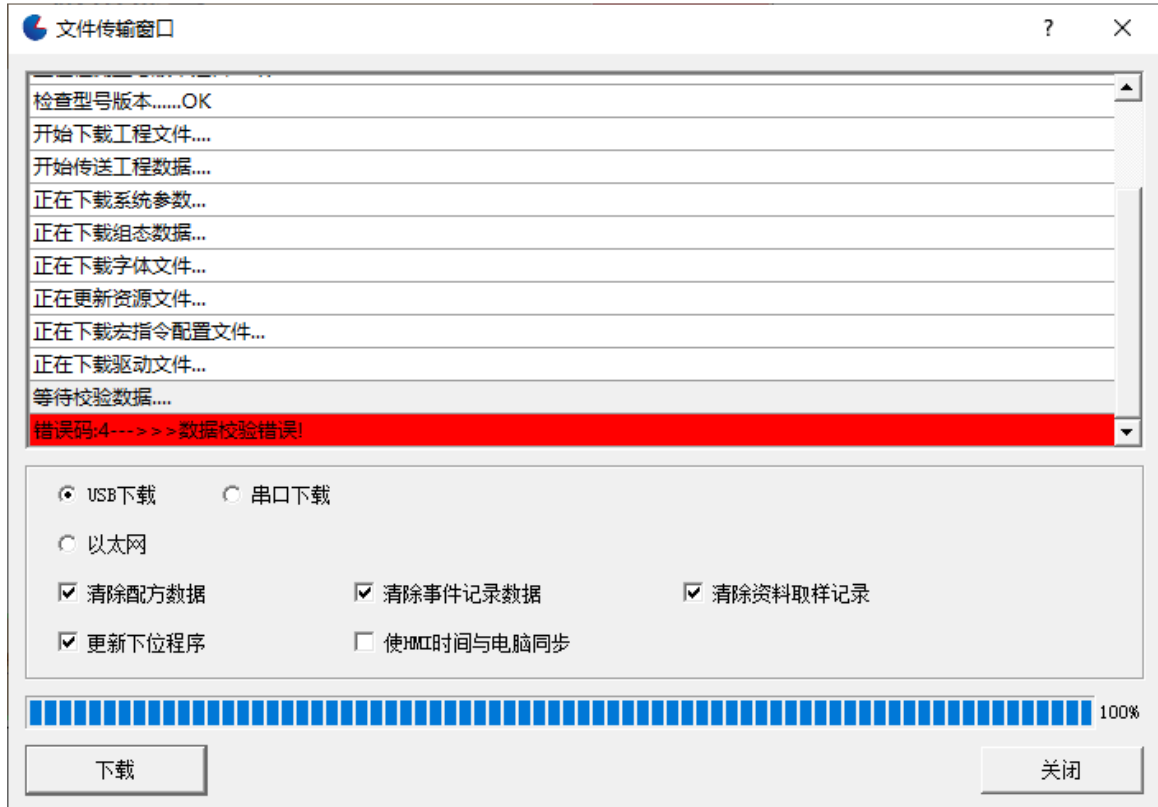 文件传输窗口
?
检查型号版本......OK
开始下载工程文件....
开始传送工程数据....
正在下载系统参数...
正在下载组态数据...
正在下载字体文件...
正在更新资源文件...
正在下载宏指令配置文件...
正在下载驱动文件...
等待校验数据....
错误码:4--->>>数据校验错误!
USB下载 串口下载
以太网
清除配方数据 清除事件记录数据 清除资料取样记录
更新下位程序 使HMI时间与电脑同步
100%
下载 关闭